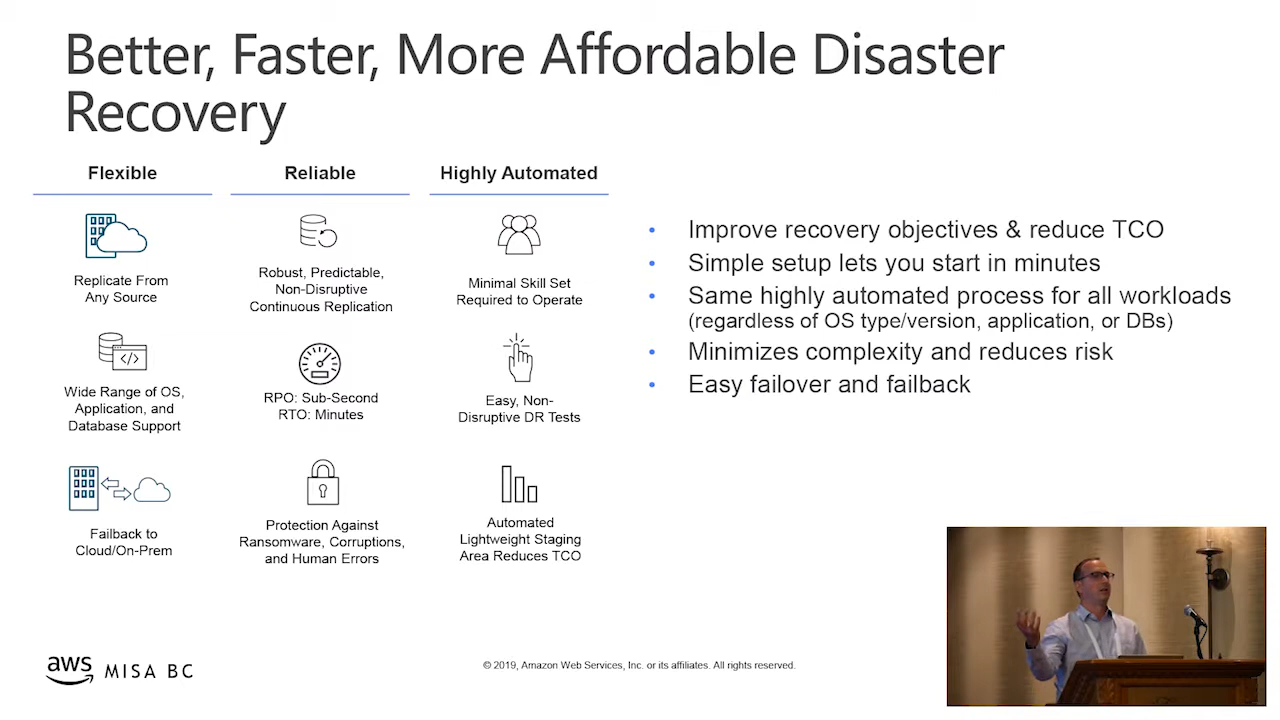 Better, Faster, More Affordable Disaster
Recovery
Flexible
Replicate From
Any Source
Wide Range of OS,
Application, and
Database Support
Failback to
Cloud/On-Prem
Reliable
Robust, Predictable,
Non-Disruptive
Continuous Replication
RPO: Sub-Second
RTO: Minutes
Protection Against
Ransomware, Corruptions,
and Human Errors
Highly Automated
Minimal Skill Set
Required to Operate
Easy, Non-
Disruptive DR Tests
Automated
Lightweight Staging
Area Reduces TCO
• Improve recovery objectives & reduce TCO
• Simple setup lets you start in minutes
• Same highly automated process for all workloads
(regardless of OS type/version, application, or DBs)
• Minimizes complexity and reduces risk
• Easy failover and failback
aws MISA BC
© 2019, Amazon Web Services, Inc. or its affiliates. All rights reserved.